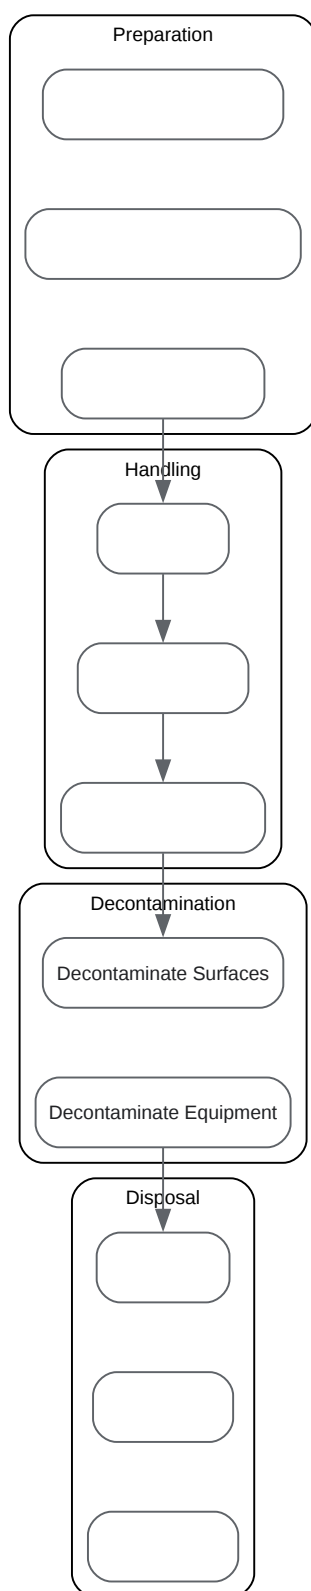 Preparation
Handling
Decontamination
Decontaminate Surfaces
Decontaminate Equipment
Disposal